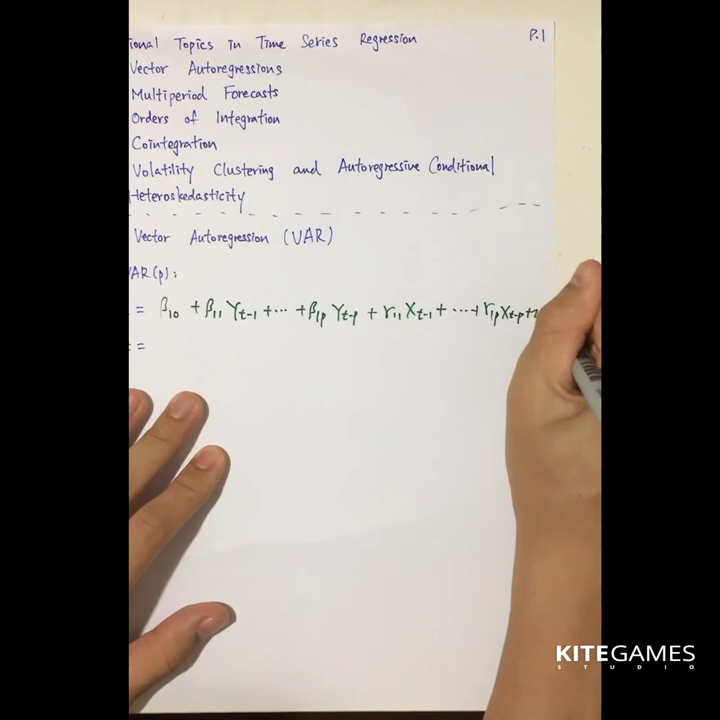 ional Topics in Time Series Regression P.1
Vector Autoregressions
Multiperiod Forecasts
Orders of Integration
Cointegration
Volatility Clustering and Autoregressive Conditional
Heteroskedasticity
Vector Autoregression (VAR)
VAR(p):
= β₁₀ + β₁₁ Yt-1 + ··· + β₁p Yt-p + γ₁₁ Xt-1 + ··· + γ₁p Xt-p +
=
KITEGAMES
STUDIO